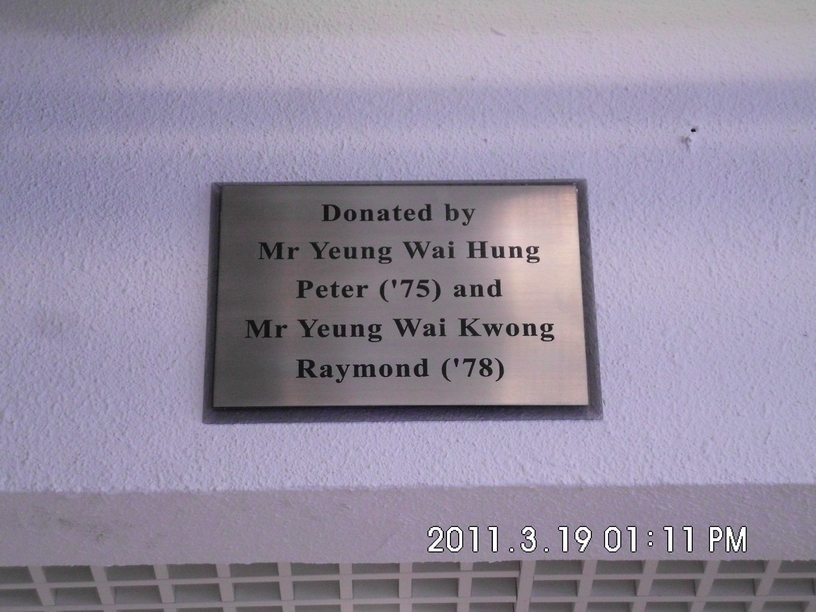 Donated by
Mr Yeung Wai Hung
Peter ('75) and
Mr Yeung Wai Kwong
Raymond ('78)
2011.3.19 01:11 PM